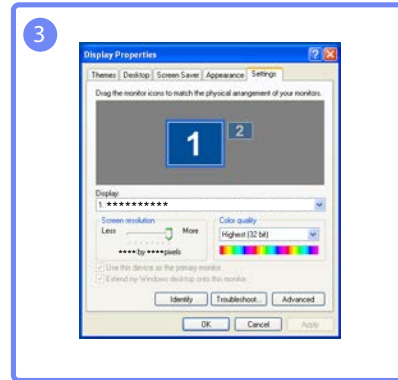 3
Display Properties
Themes Desktop Screen Saver Appearance Settings
Drag the monitor icons to match the physical arrangement of your monitors.
1 2
Display:
1. **********
Screen resolution Color quality
Less More Highest (32 bit)
**** by **** pixels
Use this device as the primary monitor.
Extend my Windows desktop onto this monitor.
Identify Troubleshoot... Advanced
OK Cancel Apply